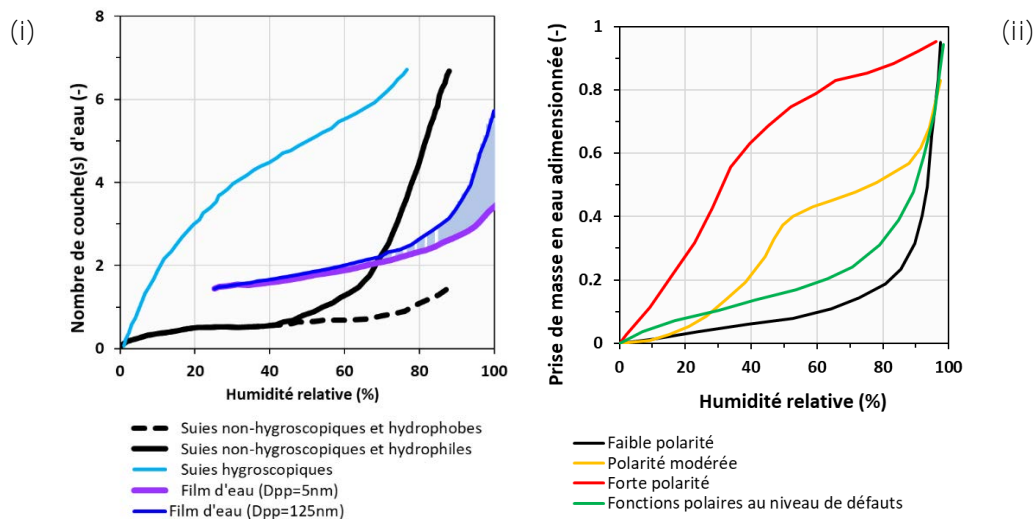 (i)
Nombre de couche(s) d'eau (-)
8
6
4
2
0
0 20 40 60 80 100
Humidité relative (%)
Suies non-hygroscopiques et hydrophobes
Suies non-hygroscopiques et hydrophiles
Suies hygroscopiques
Film d'eau (Dpp=5nm)
Film d'eau (Dpp=125nm)
(ii)
Prise de masse en eau adimensionnée (-)
1
0.8
0.6
0.4
0.2
0
0 20 40 60 80 100
Humidité relative (%)
Faible polarité
Polarité modérée
Forte polarité
Fonctions polaires au niveau de défauts